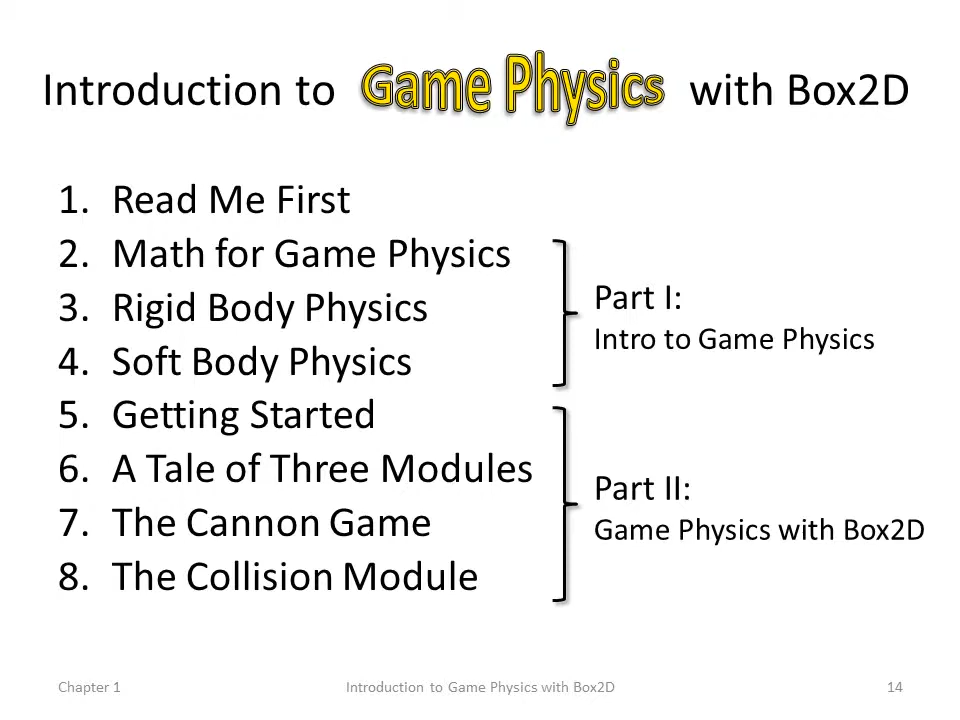 Introduction to Game Physics with Box2D
1. Read Me First
2. Math for Game Physics
3. Rigid Body Physics
4. Soft Body Physics
5. Getting Started
6. A Tale of Three Modules
7. The Cannon Game
8. The Collision Module
Part I:
Intro to Game Physics
Part II:
Game Physics with Box2D
Chapter 1
Introduction to Game Physics with Box2D
14